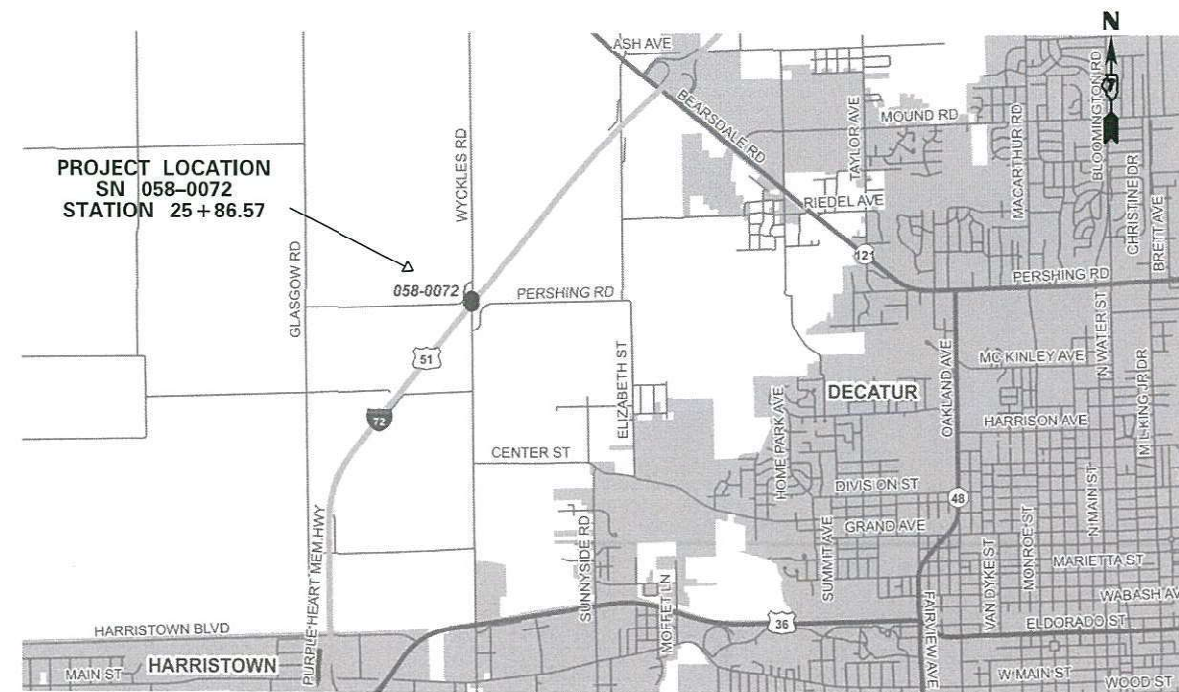 N
7
ASH AVE
BEARSDALE RD
MOUND RD
TAYLOR AVE
MACARTHUR RD
BLOOMINGTON RD
CHRISTINE DR
BRETT AVE
PROJECT LOCATION
SN 058-0072
STATION 25+86.57
WYCKLES RD
GLASGOW RD
058-0072
PERSHING RD
RIEDEL AVE
121
PERSHING RD
51
72
ELIZABETH ST
OAKLAND AVE
MC KINLEY AVE
N WATER ST
M L KING JR DR
DECATUR
HOME PARK AVE
HARRISON AVE
CENTER ST
DIVISION ST
48
GRAND AVE
SUMMIT AVE
N MAIN ST
MONROE ST
VAN DYKE ST
MARIETTA ST
WABASH AV
SUNNYSIDE RD
MOFFET LN
PURPLE HEART MEM HWY
HARRISTOWN BLVD
36
FAIRVIEW AVE
ELDORADO ST
MAIN ST
HARRISTOWN
W MAIN ST
WOOD ST